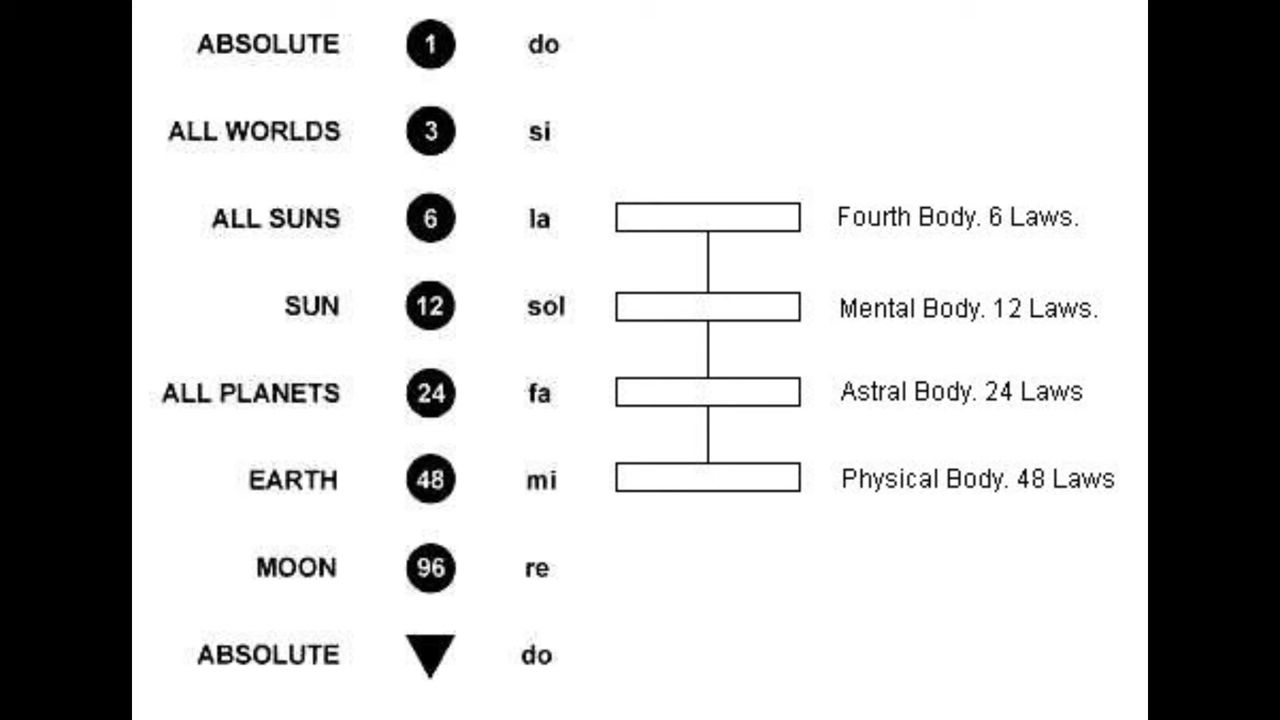 ABSOLUTE 1 do
ALL WORLDS 3 si
ALL SUNS 6 la Fourth Body. 6 Laws.
SUN 12 sol Mental Body. 12 Laws.
ALL PLANETS 24 fa Astral Body. 24 Laws
EARTH 48 mi Physical Body. 48 Laws
MOON 96 re
ABSOLUTE do